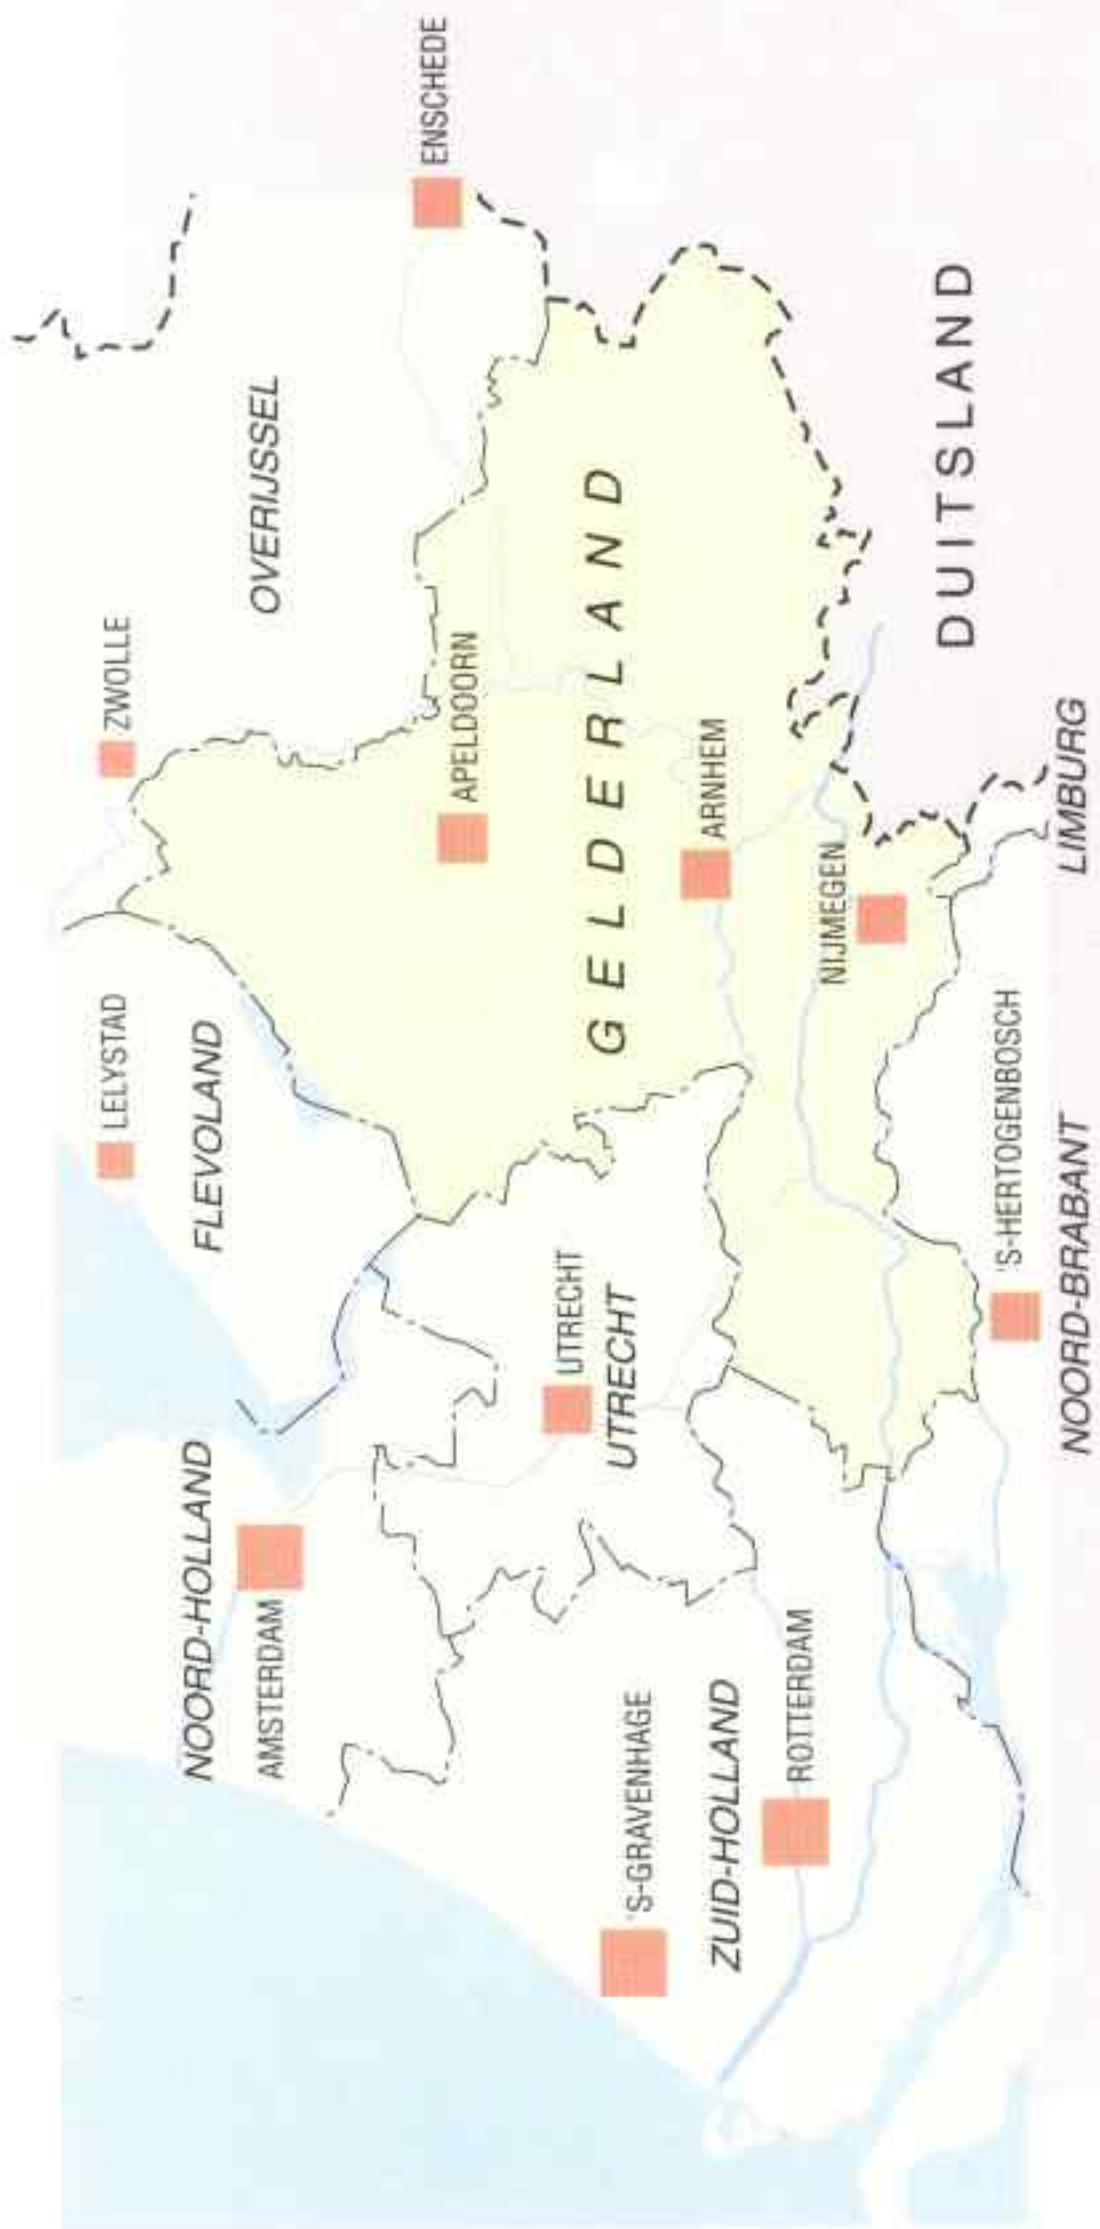 ZWOLLE
LELYSTAD
FLEVOLAND
OVERIJSSEL
ENSCHEDE
NOORD-HOLLAND
AMSTERDAM
APELDOORN
UTRECHT
UTRECHT
GELDERLAND
'S-GRAVENHAGE
ARNHEM
ZUID-HOLLAND
ROTTERDAM
NIJMEGEN
DUITSLAND
'S-HERTOGENBOSCH
NOORD-BRABANT
LIMBURG